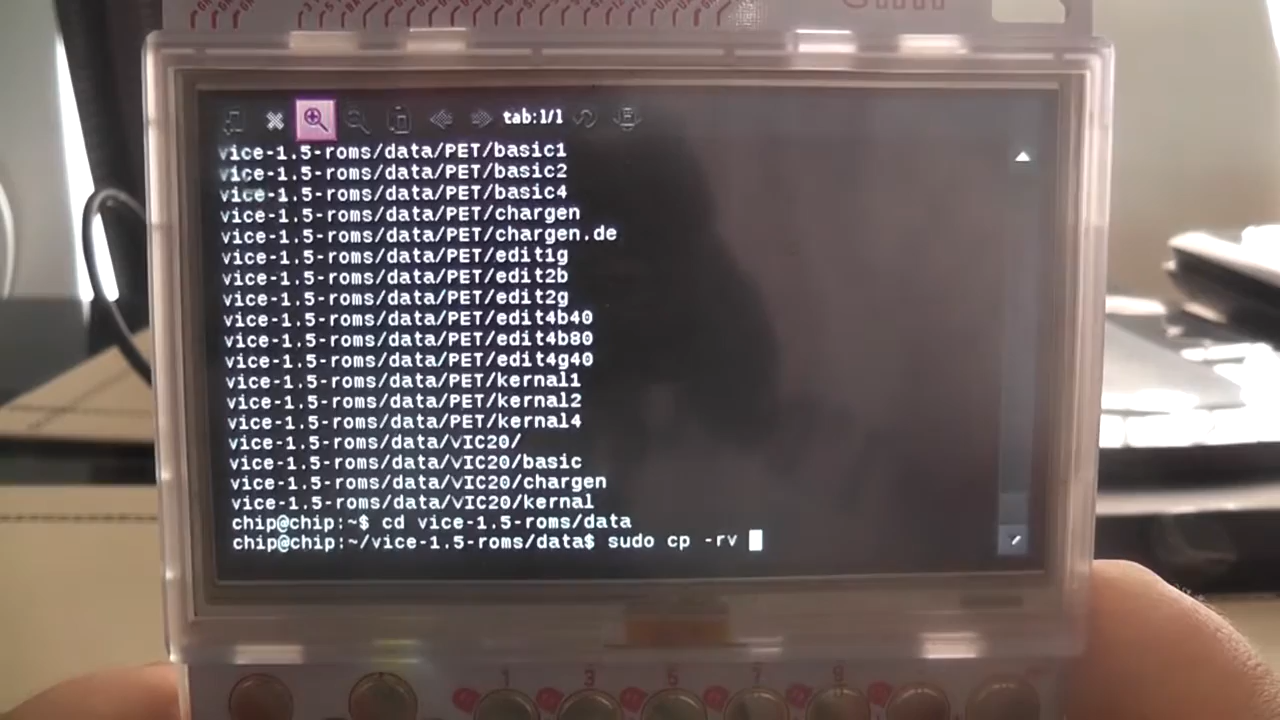 tab:1/1
vice-1.5-roms/data/PET/basic1
vice-1.5-roms/data/PET/basic2
vice-1.5-roms/data/PET/basic4
vice-1.5-roms/data/PET/chargen
vice-1.5-roms/data/PET/chargen.de
vice-1.5-roms/data/PET/edit1g
vice-1.5-roms/data/PET/edit2b
vice-1.5-roms/data/PET/edit2g
vice-1.5-roms/data/PET/edit4b40
vice-1.5-roms/data/PET/edit4b80
vice-1.5-roms/data/PET/edit4g40
vice-1.5-roms/data/PET/kernal1
vice-1.5-roms/data/PET/kernal2
vice-1.5-roms/data/PET/kernal4
vice-1.5-roms/data/VIC20/
vice-1.5-roms/data/VIC20/basic
vice-1.5-roms/data/VIC20/chargen
vice-1.5-roms/data/VIC20/kernal
chip@chip:~$ cd vice-1.5-roms/data
chip@chip:~/vice-1.5-roms/data$ sudo cp -rv
1 3 5 7 9